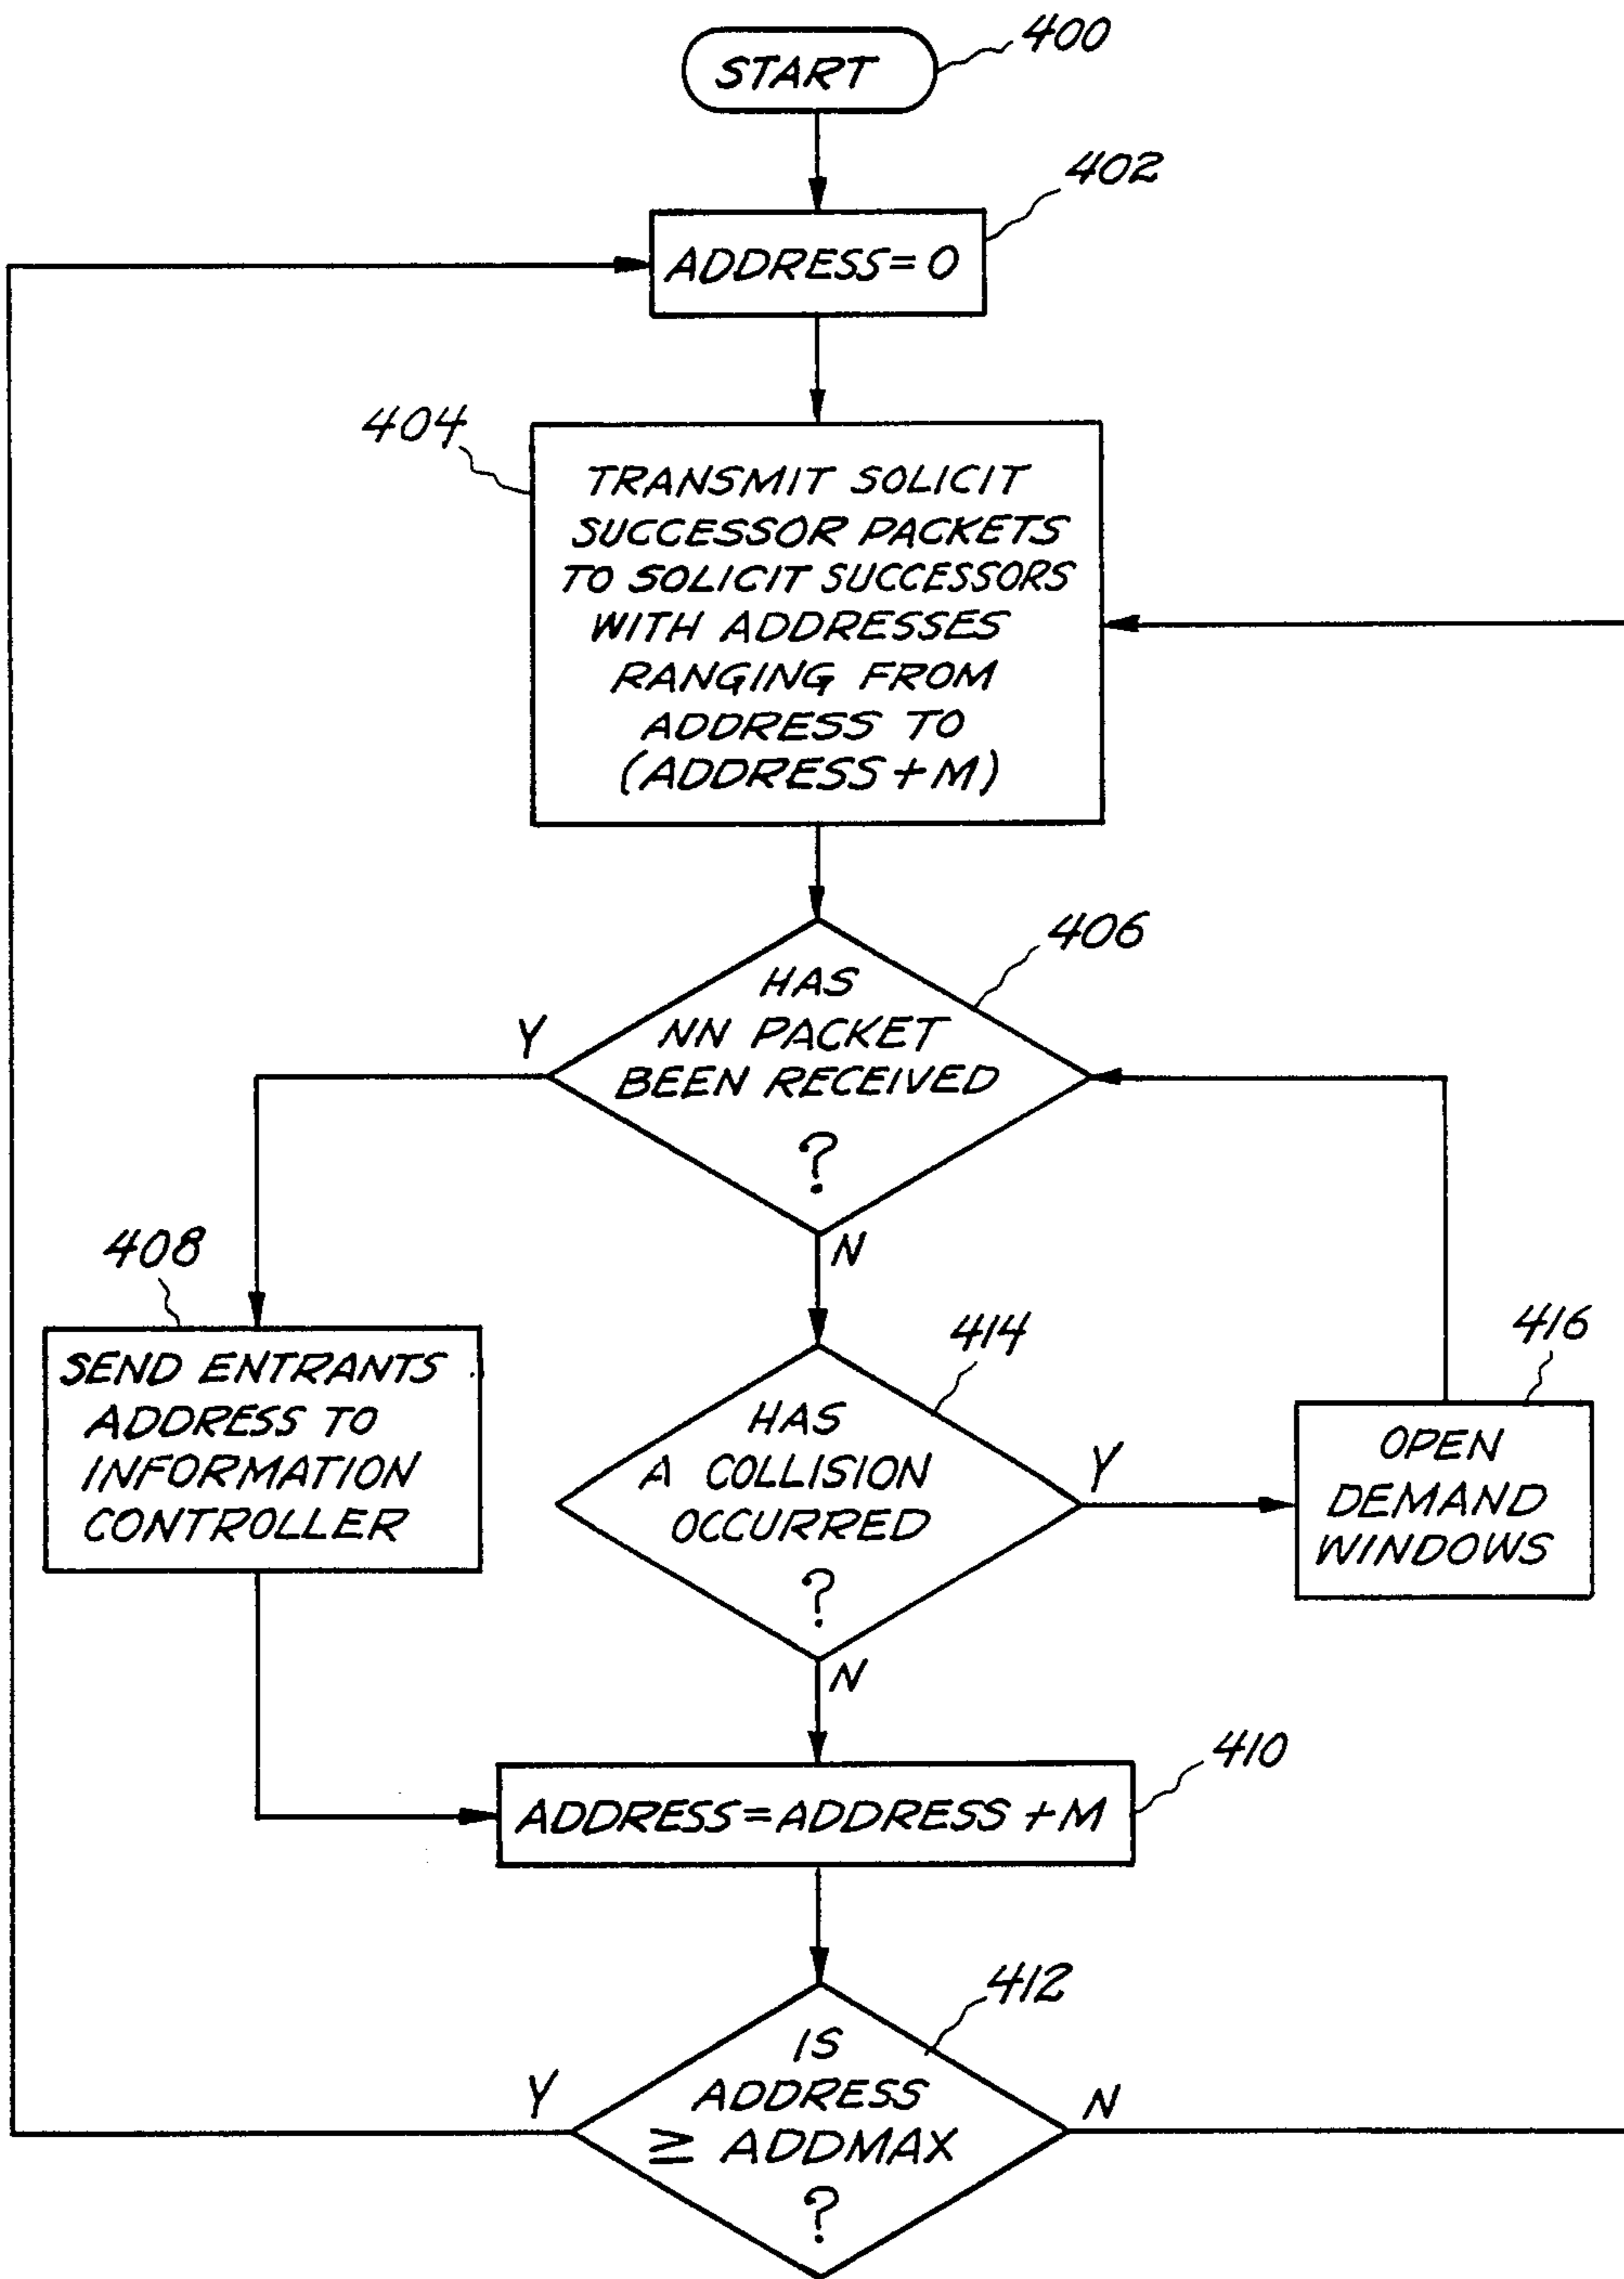 START
400
402
ADDRESS=0
404
TRANSMIT SOLICIT
SUCCESSOR PACKETS
TO SOLICIT SUCCESSORS
WITH ADDRESSES
RANGING FROM
ADDRESS TO
(ADDRESS+M)
406
HAS
NN PACKET
BEEN RECEIVED
?
Y
N
408
SEND ENTRANTS
ADDRESS TO
INFORMATION
CONTROLLER
414
HAS
A COLLISION
OCCURRED
?
Y
N
416
OPEN
DEMAND
WINDOWS
410
ADDRESS=ADDRESS+M
412
IS
ADDRESS
≥ ADDMAX
?
Y
N